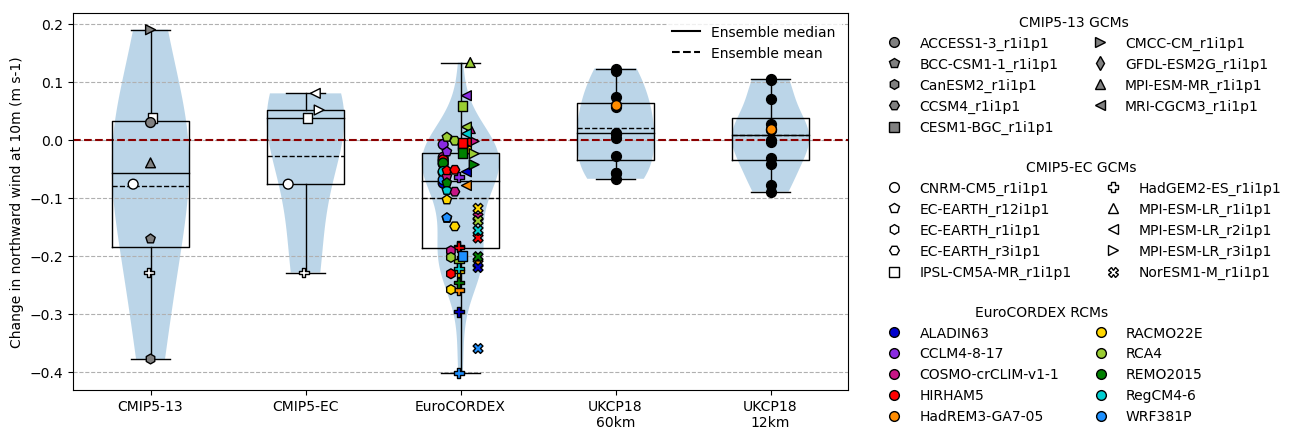 Change in northward wind at 10m (m s-1)
0.2
0.1
0.0
−0.1
−0.2
−0.3
−0.4
Ensemble median
Ensemble mean
CMIP5-13
CMIP5-EC
EuroCORDEX
UKCP18
60km
UKCP18
12km
CMIP5-13 GCMs
ACCESS1-3_r1i1p1
BCC-CSM1-1_r1i1p1
CanESM2_r1i1p1
CCSM4_r1i1p1
CESM1-BGC_r1i1p1
CMCC-CM_r1i1p1
GFDL-ESM2G_r1i1p1
MPI-ESM-MR_r1i1p1
MRI-CGCM3_r1i1p1
CMIP5-EC GCMs
CNRM-CM5_r1i1p1
EC-EARTH_r12i1p1
EC-EARTH_r1i1p1
EC-EARTH_r3i1p1
IPSL-CM5A-MR_r1i1p1
HadGEM2-ES_r1i1p1
MPI-ESM-LR_r1i1p1
MPI-ESM-LR_r2i1p1
MPI-ESM-LR_r3i1p1
NorESM1-M_r1i1p1
EuroCORDEX RCMs
ALADIN63
CCLM4-8-17
COSMO-crCLIM-v1-1
HIRHAM5
HadREM3-GA7-05
RACMO22E
RCA4
REMO2015
RegCM4-6
WRF381P